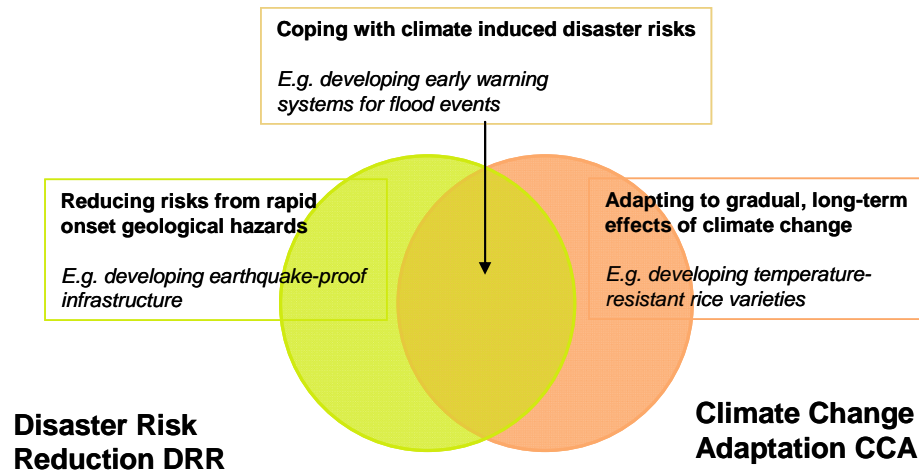 Coping with climate induced disaster risks
E.g. developing early warning
systems for flood events
Reducing risks from rapid
onset geological hazards
E.g. developing earthquake-proof
infrastructure
Adapting to gradual, long-term
effects of climate change
E.g. developing temperature-
resistant rice varieties
Disaster Risk
Reduction DRR
Climate Change
Adaptation CCA